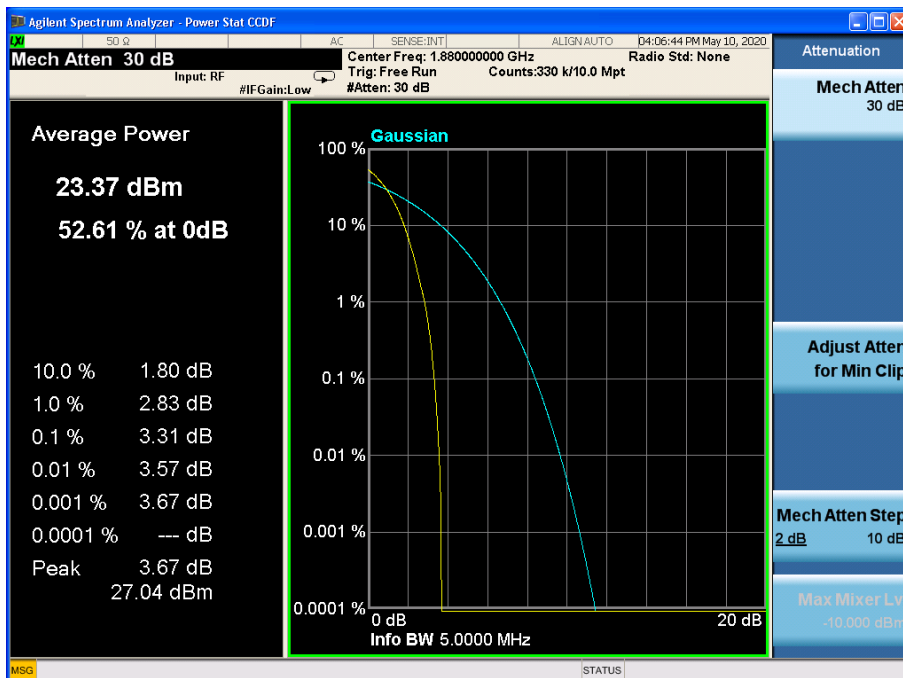 Agilent Spectrum Analyzer - Power Stat CCDF
LXI 50 Ω AC SENSE:INT ALIGN AUTO 04:06:44 PM May 10, 2020
Mech Atten 30 dB
Center Freq: 1.880000000 GHz Radio Std: None
Input: RF Trig: Free Run Counts:330 k/10.0 Mpt
#IFGain:Low #Atten: 30 dB
Attenuation
Mech Atten
30 dB
Adjust Atten
for Min Clip
Mech Atten Step
2 dB 10 dB
Max Mixer Lvl
-10.000 dBm
Average Power
23.37 dBm
52.61 % at 0dB
10.0 % 1.80 dB
1.0 % 2.83 dB
0.1 % 3.31 dB
0.01 % 3.57 dB
0.001 % 3.67 dB
0.0001 % --- dB
Peak 3.67 dB
27.04 dBm
Gaussian
100 %
10 %
1 %
0.1 %
0.01 %
0.001 %
0.0001 %
0 dB 20 dB
Info BW 5.0000 MHz
MSG STATUS